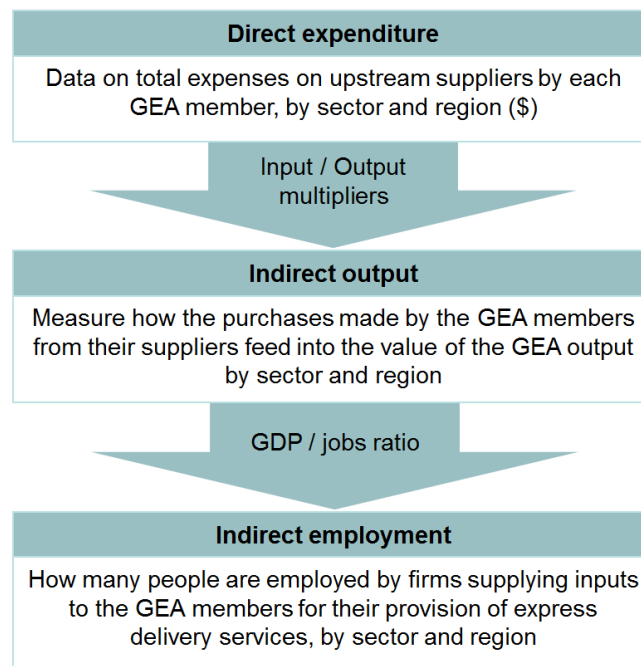 Direct expenditure
Data on total expenses on upstream suppliers by each
GEA member, by sector and region ($)
Input / Output
multipliers
Indirect output
Measure how the purchases made by the GEA members
from their suppliers feed into the value of the GEA output
by sector and region
GDP / jobs ratio
Indirect employment
How many people are employed by firms supplying inputs
to the GEA members for their provision of express
delivery services, by sector and region